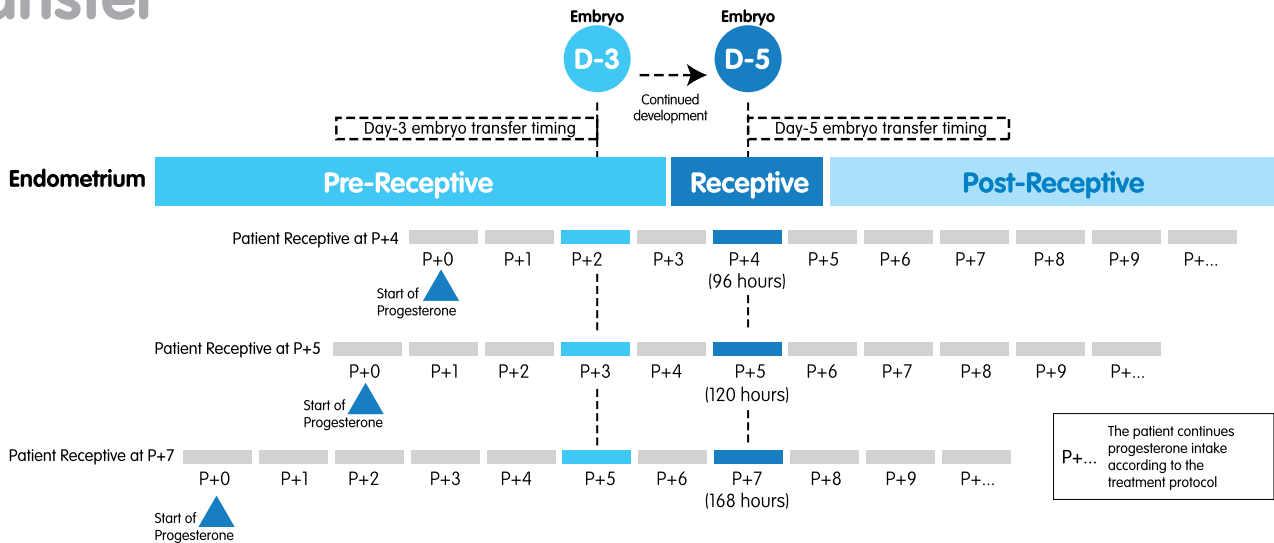 Embryo Embryo
D-3 D-5
Continued
development
Day-3 embryo transfer timing Day-5 embryo transfer timing
Endometrium Pre-Receptive Receptive Post-Receptive
Patient Receptive at P+4
P+0 P+1 P+2 P+3 P+4 P+5 P+6 P+7 P+8 P+9 P+...
(96 hours)
Start of
Progesterone
Patient Receptive at P+5
P+0 P+1 P+2 P+3 P+4 P+5 P+6 P+7 P+8 P+9 P+...
(120 hours)
Start of
Progesterone
Patient Receptive at P+7
P+0 P+1 P+2 P+3 P+4 P+5 P+6 P+7 P+8 P+9 P+...
(168 hours)
Start of
Progesterone
P+...
The patient continues
progesterone intake
according to the
treatment protocol